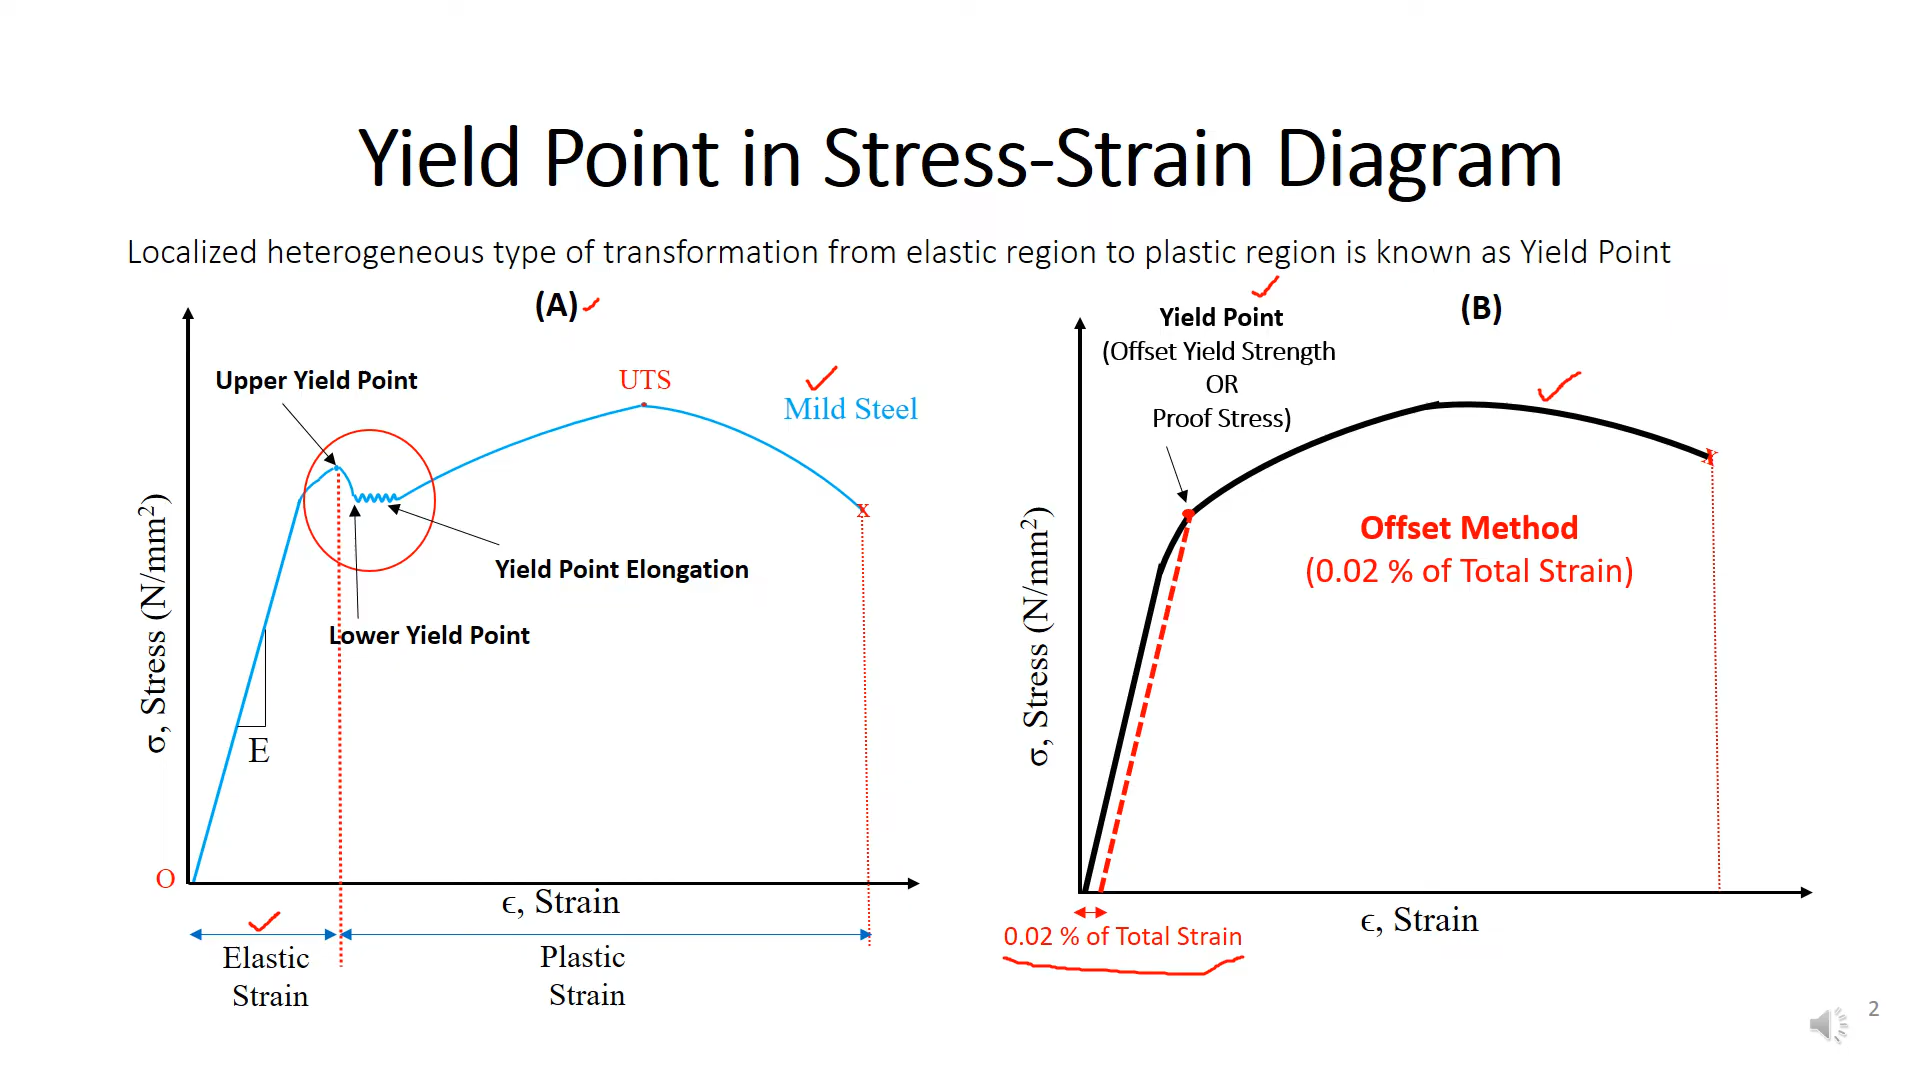 Yield Point in Stress-Strain Diagram
Localized heterogeneous type of transformation from elastic region to plastic region is known as Yield Point
(A)
Upper Yield Point
UTS
Mild Steel
Yield Point Elongation
Lower Yield Point
σ, Stress (N/mm²)
E
O
ϵ, Strain
Elastic
Strain
Plastic
Strain
(B)
Yield Point
(Offset Yield Strength
OR
Proof Stress)
x
x
Offset Method
(0.02 % of Total Strain)
σ, Stress (N/mm²)
ϵ, Strain
0.02 % of Total Strain
2